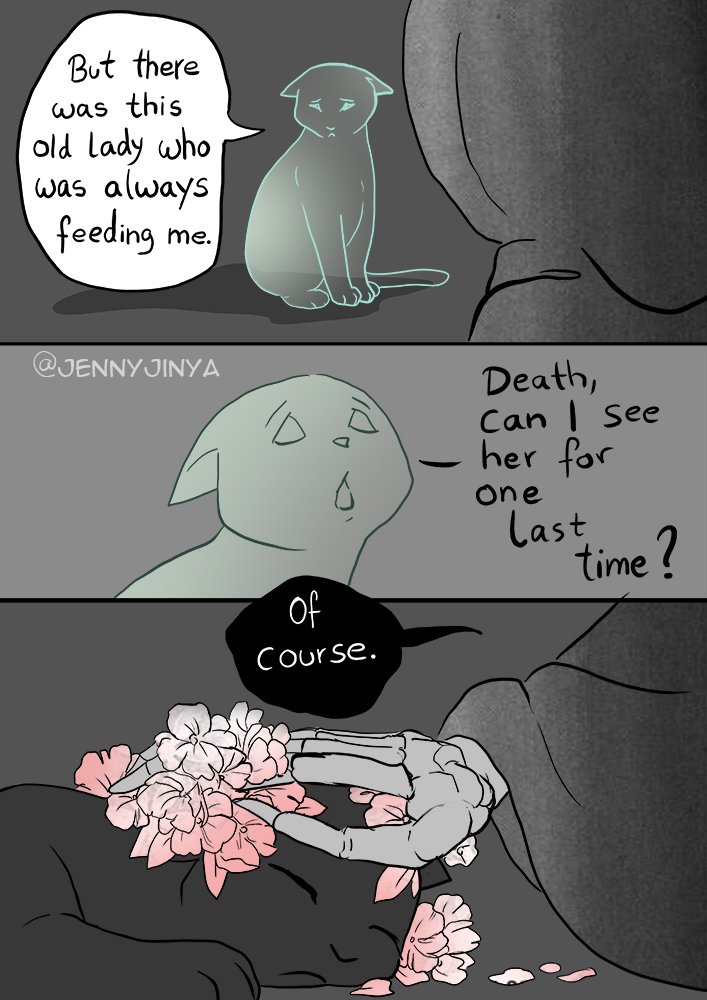 But there
was this
old lady who
was always
feeding me.
@JENNYJINYA
Death,
can I see
her for
one
last
time?
Of
course.